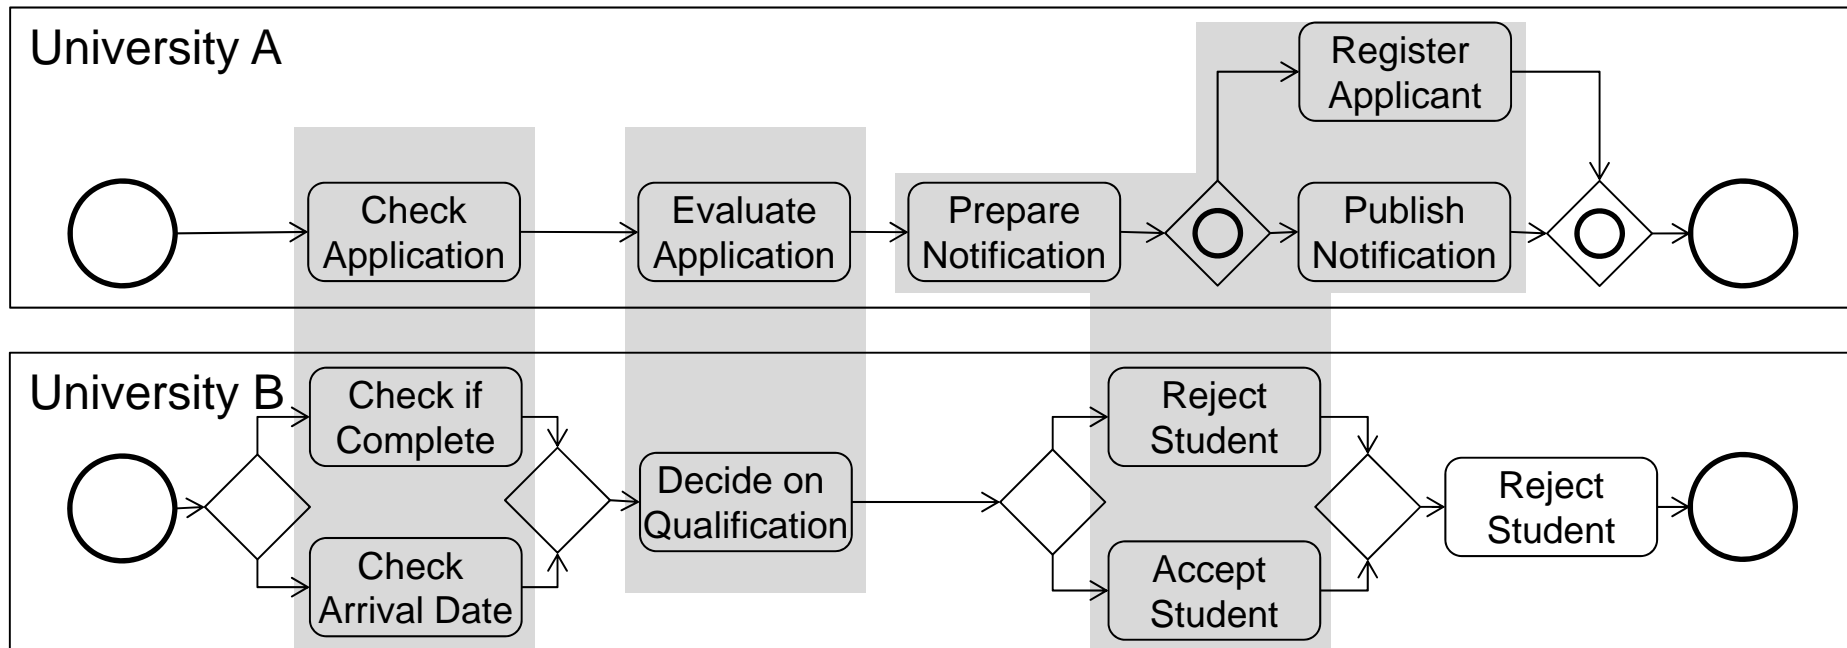 University A
Register
Applicant
Check
Application
Evaluate
Application
Prepare
Notification
Publish
Notification
University B
Check if
Complete
Check
Arrival Date
Decide on
Qualification
Reject
Student
Accept
Student
Reject
Student